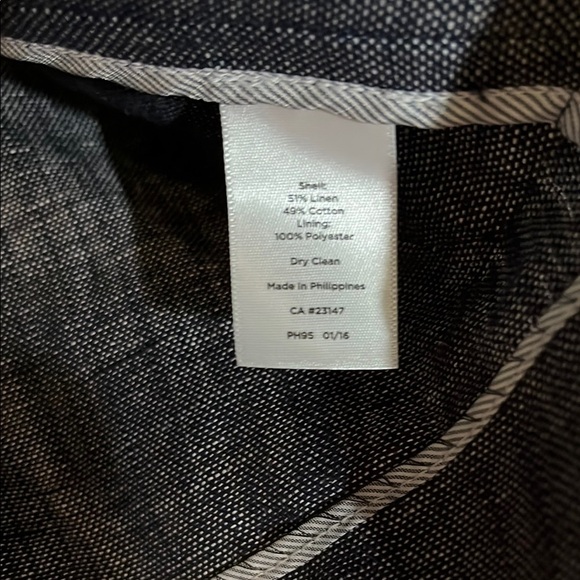 Shell:
51% Linen
49% Cotton
Lining:
100% Polyester
Dry Clean
Made in Philippines
CA #23147
PH95 01/16